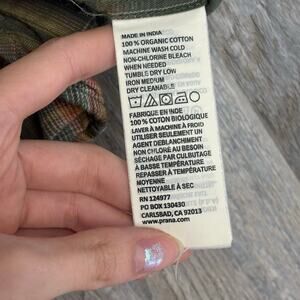 MADE IN INDIA
100% ORGANIC COTTON
MACHINE WASH COLD
NON-CHLORINE BLEACH
WHEN NEEDED
TUMBLE DRY LOW
IRON MEDIUM
DRY CLEANABLE
FABRIQUE EN INDE
100% COTON BIOLOGIQUE
LAVER À MACHINE À FROID
UTILISER SEULEMENT UN
AGENT DEBLANCHIMENT
NON CHLORÉ AU BESOIN
SÉCHAGE PAR CULBUTAGE
À BASSE TEMPÉRATURE
REPASSER À TEMPÉRATURE
MOYENNE
NETTOYABLE À SEC
RN 124977
PO BOX 130430
CARLSBAD, CA 92013
www.prana.com